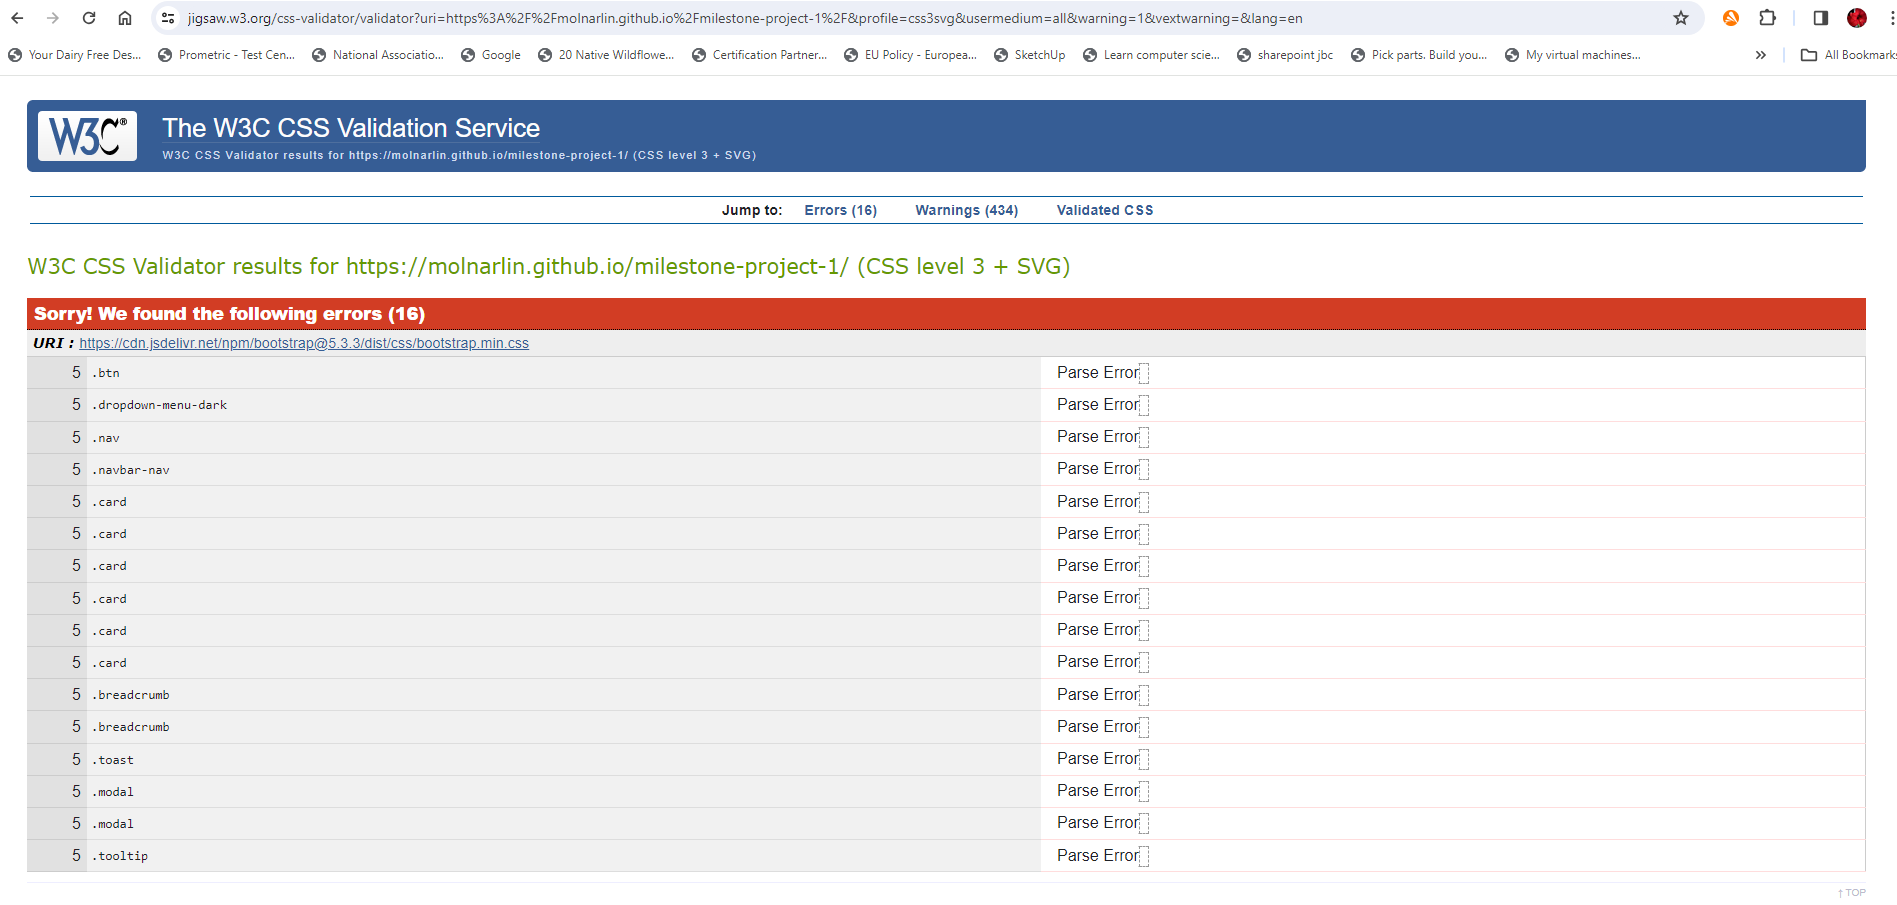 jigsaw.w3.org/css-validator/validator?uri=https%3A%2F%2Fmolnarlin.github.io%2Fmilestone-project-1%2F&profile=css3svg&usermedium=all&warning=1&vextwarning=&lang=en
Your Dairy Free Des... Prometric - Test Cen... National Associatio... Google 20 Native Wildflowe... Certification Partner... EU Policy - Europea... SketchUp Learn computer scie... sharepoint jbc Pick parts. Build you... My virtual machines... » All Bookmarks
W3C® The W3C CSS Validation Service
W3C CSS Validator results for https://molnarlin.github.io/milestone-project-1/ (CSS level 3 + SVG)
Jump to: Errors (16) Warnings (434) Validated CSS
W3C CSS Validator results for https://molnarlin.github.io/milestone-project-1/ (CSS level 3 + SVG)
Sorry! We found the following errors (16)
URI : https://cdn.jsdelivr.net/npm/bootstrap@5.3.3/dist/css/bootstrap.min.css
5 .btn Parse Error
5 .dropdown-menu-dark Parse Error
5 .nav Parse Error
5 .navbar-nav Parse Error
5 .card Parse Error
5 .card Parse Error
5 .card Parse Error
5 .card Parse Error
5 .card Parse Error
5 .card Parse Error
5 .breadcrumb Parse Error
5 .breadcrumb Parse Error
5 .toast Parse Error
5 .modal Parse Error
5 .modal Parse Error
5 .tooltip Parse Error
↑ TOP